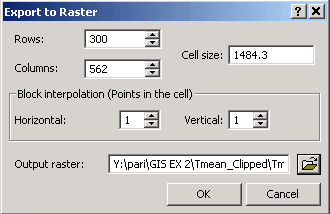 Export to Raster
Rows: 300
Cell size: 1484.3
Columns: 562
Block interpolation (Points in the cell)
Horizontal: 1 Vertical: 1
Output raster: Y:\pari\GIS EX 2\Tmean_Clipped\Tm
OK Cancel